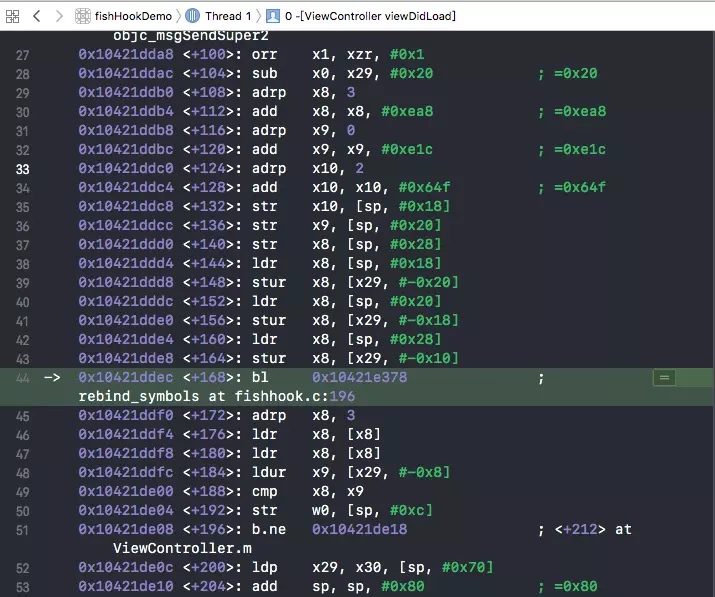 fishHookDemo Thread 1 0 -[ViewController viewDidLoad]
objc_msgSendSuper2
27 0x10421dda8 <+100>: orr x1, xzr, #0x1
28 0x10421ddac <+104>: sub x0, x29, #0x20 ; =0x20
29 0x10421ddb0 <+108>: adrp x8, 3
30 0x10421ddb4 <+112>: add x8, x8, #0xea8 ; =0xea8
31 0x10421ddb8 <+116>: adrp x9, 0
32 0x10421ddbc <+120>: add x9, x9, #0xe1c ; =0xe1c
33 0x10421ddc0 <+124>: adrp x10, 2
34 0x10421ddc4 <+128>: add x10, x10, #0x64f ; =0x64f
35 0x10421ddc8 <+132>: str x10, [sp, #0x18]
36 0x10421ddcc <+136>: str x9, [sp, #0x20]
37 0x10421ddd0 <+140>: str x8, [sp, #0x28]
38 0x10421ddd4 <+144>: ldr x8, [sp, #0x18]
39 0x10421ddd8 <+148>: stur x8, [x29, #-0x20]
40 0x10421dddc <+152>: ldr x8, [sp, #0x20]
41 0x10421dde0 <+156>: stur x8, [x29, #-0x18]
42 0x10421dde4 <+160>: ldr x8, [sp, #0x28]
43 0x10421dde8 <+164>: stur x8, [x29, #-0x10]
44 -> 0x10421ddec <+168>: bl 0x10421e378 ; =
rebind_symbols at fishhook.c:196
45 0x10421ddf0 <+172>: adrp x8, 3
46 0x10421ddf4 <+176>: ldr x8, [x8]
47 0x10421ddf8 <+180>: ldr x8, [x8]
48 0x10421ddfc <+184>: ldur x9, [x29, #-0x8]
49 0x10421de00 <+188>: cmp x8, x9
50 0x10421de04 <+192>: str w0, [sp, #0xc]
51 0x10421de08 <+196>: b.ne 0x10421de18 ; <+212> at
ViewController.m
52 0x10421de0c <+200>: ldp x29, x30, [sp, #0x70]
53 0x10421de10 <+204>: add sp, sp, #0x80 ; =0x80